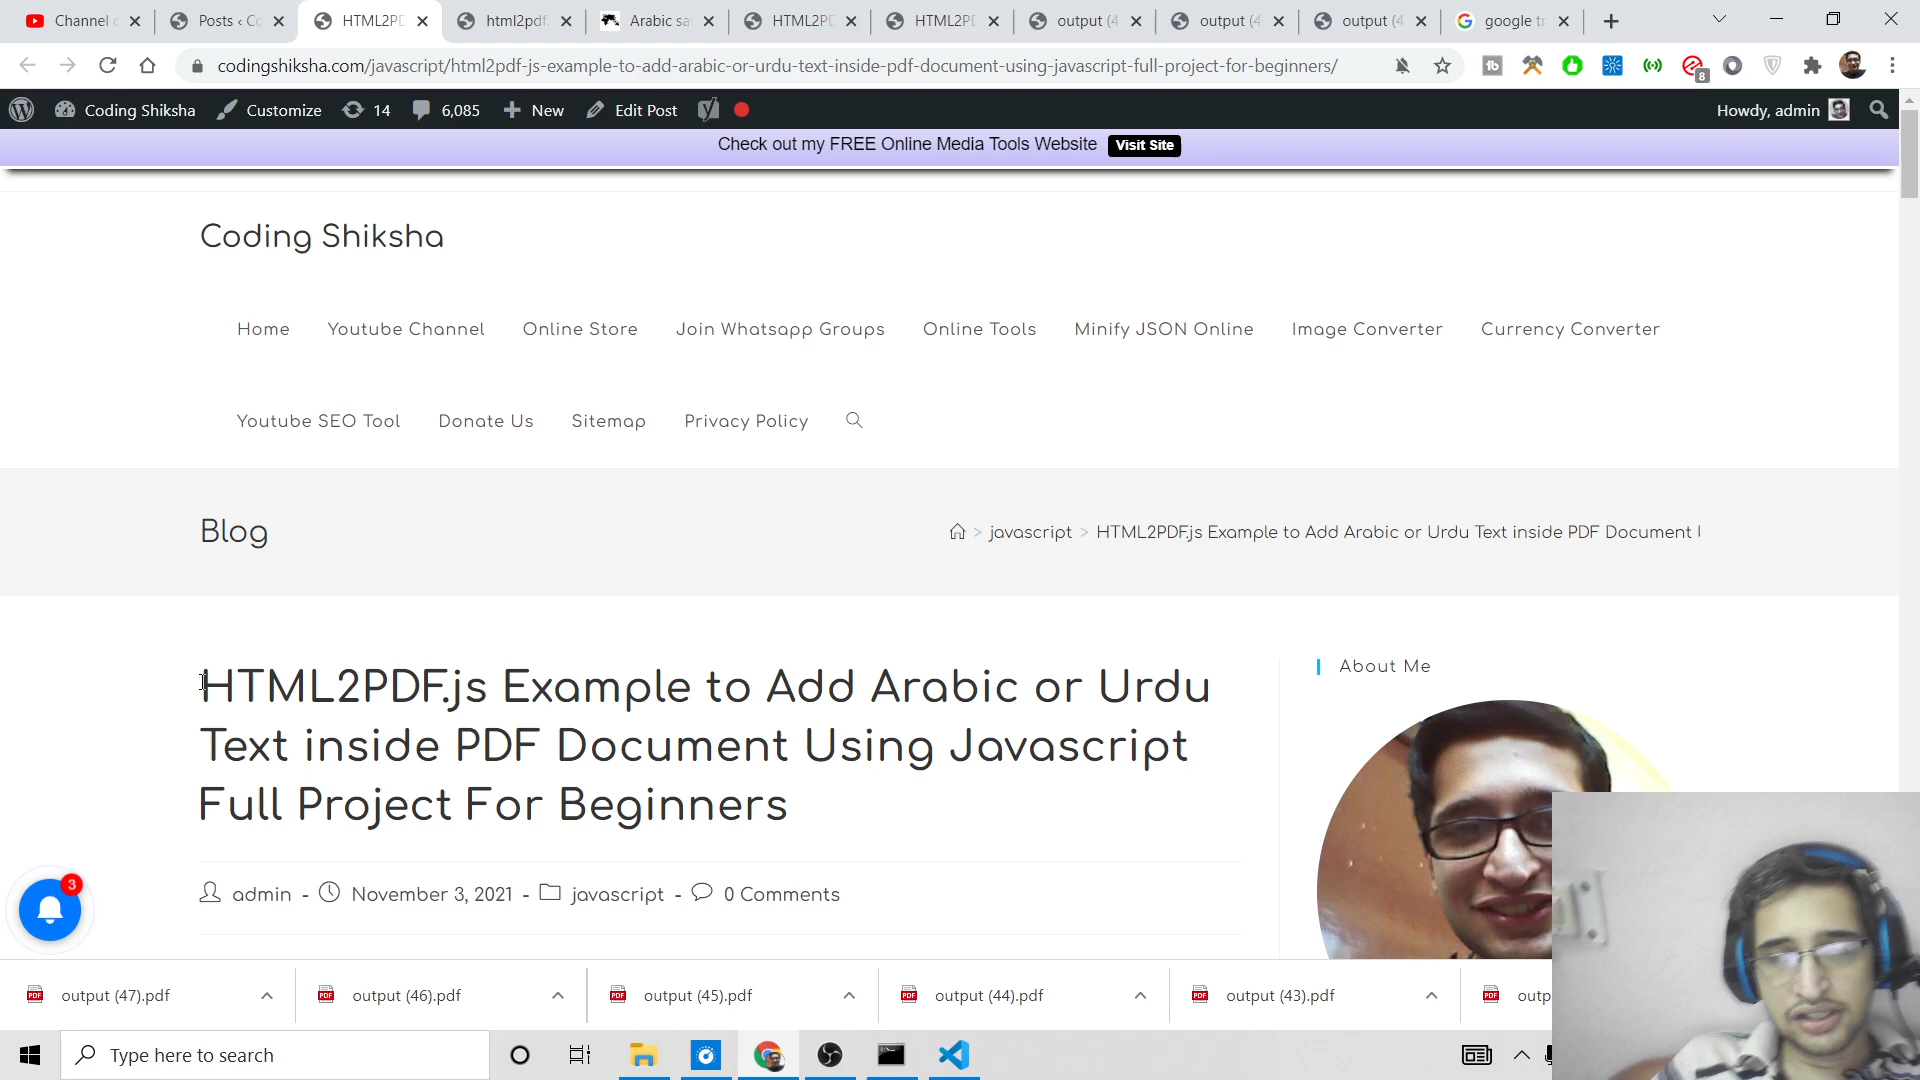 Channel
Posts ‹ Co
HTML2PD
html2pdf.
Arabic sa
HTML2PD
HTML2PD
output (4
output (4
output (4
google tr
codingshiksha.com/javascript/html2pdf-js-example-to-add-arabic-or-urdu-text-inside-pdf-document-using-javascript-full-project-for-beginners/
8
Coding Shiksha
Customize
14
6,085
New
Edit Post
Howdy, admin
Check out my FREE Online Media Tools Website
Visit Site
Coding Shiksha
Home
Youtube Channel
Online Store
Join Whatsapp Groups
Online Tools
Minify JSON Online
Image Converter
Currency Converter
Youtube SEO Tool
Donate Us
Sitemap
Privacy Policy
Blog
> javascript > HTML2PDF.js Example to Add Arabic or Urdu Text inside PDF Document
HTML2PDF.js Example to Add Arabic or Urdu
Text inside PDF Document Using Javascript
Full Project For Beginners
About Me
admin - November 3, 2021 - javascript - 0 Comments
3
output (47).pdf
output (46).pdf
output (45).pdf
output (44).pdf
output (43).pdf
outp
Type here to search